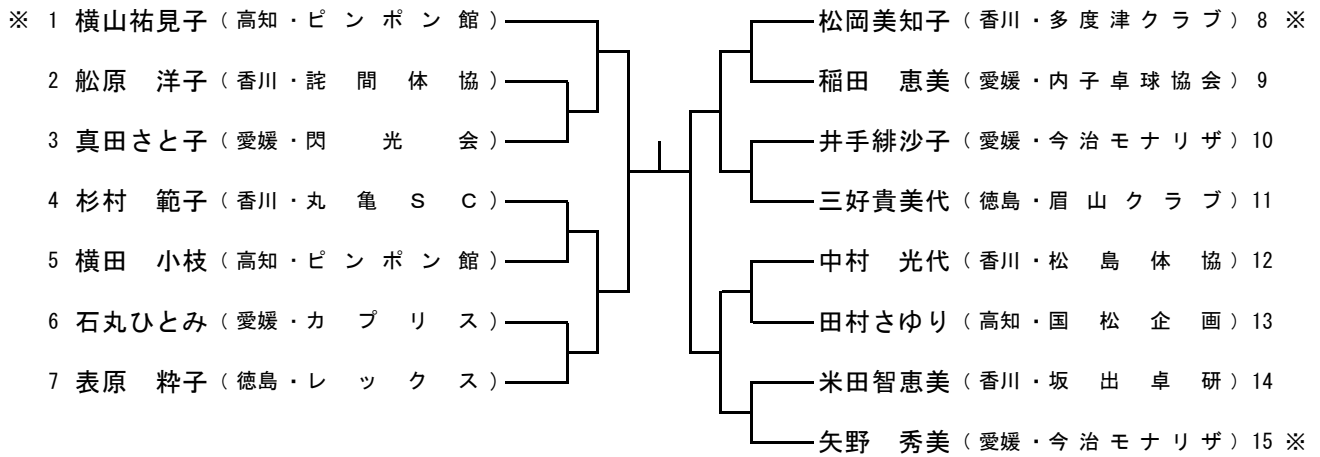 ※ 1 横山祐見子 ( 高知・ピンポン館 )
2 舩原 洋子 ( 香川・詫間体協 )
3 真田さと子 ( 愛媛・閃光会 )
4 杉村 範子 ( 香川・丸亀SC )
5 横田 小枝 ( 高知・ピンポン館 )
6 石丸ひとみ ( 愛媛・カプリス )
7 表原 粋子 ( 徳島・レックス )
松岡美知子 ( 香川・多度津クラブ ) 8 ※
稲田 恵美 ( 愛媛・内子卓球協会 ) 9
井手緋沙子 ( 愛媛・今治モナリザ ) 10
三好貴美代 ( 徳島・眉山クラブ ) 11
中村 光代 ( 香川・松島体協 ) 12
田村さゆり ( 高知・国松企画 ) 13
米田智恵美 ( 香川・坂出卓研 ) 14
矢野 秀美 ( 愛媛・今治モナリザ ) 15 ※